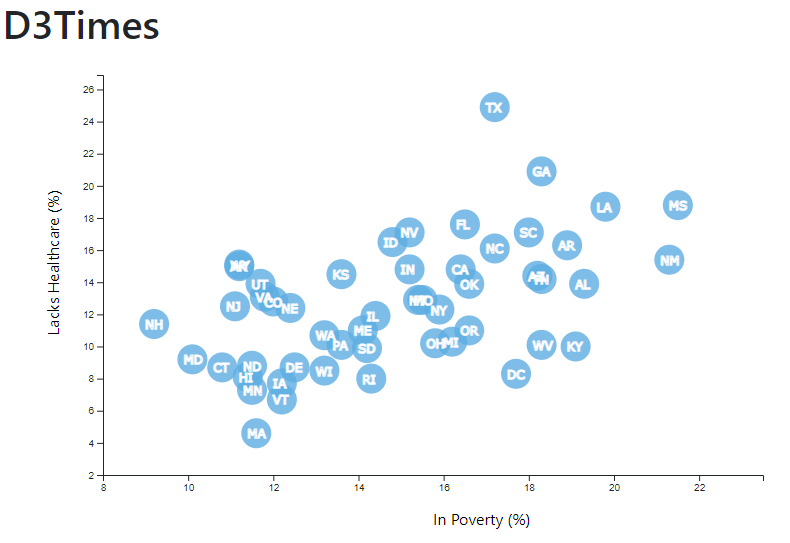 D3Times
26
TX
24
22
GA
20
LA
MS
18
FL
NV
SC
ID
NC
AR
16
NM
IN
CA
KS
14
UT
OK
AL
NE
NJ
NY
12
IL
NH
ME
OR
WA
10
PA
SD
OH
MI
WV
KY
MD
CT
ND
DE
WI
8
HI
IA
RI
DC
MN
VT
6
MA
4
2
8
10
12
14
16
18
20
22
Lacks Healthcare (%)
In Poverty (%)